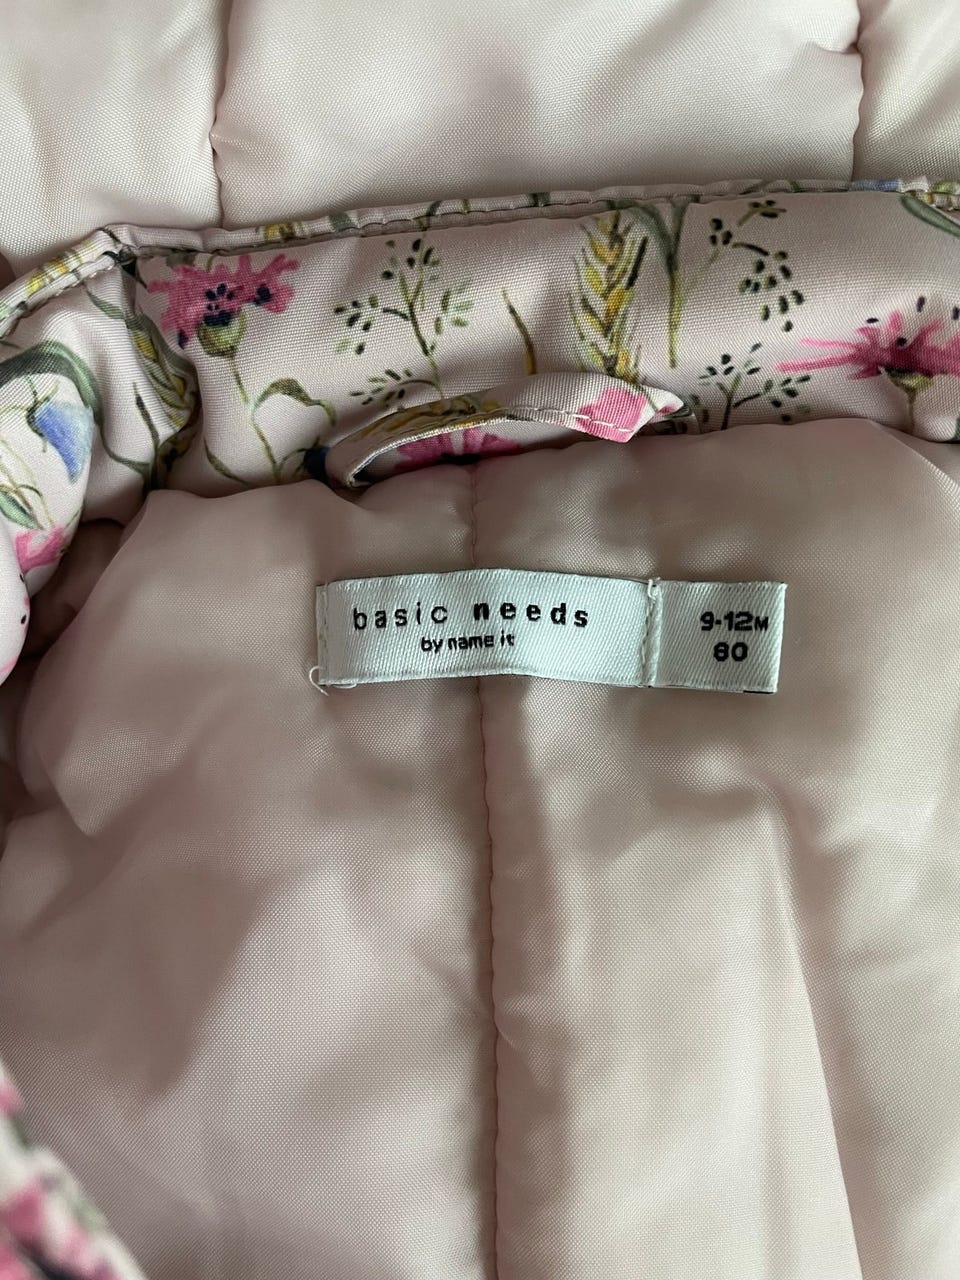 basic needs
by name it
9-12M
80